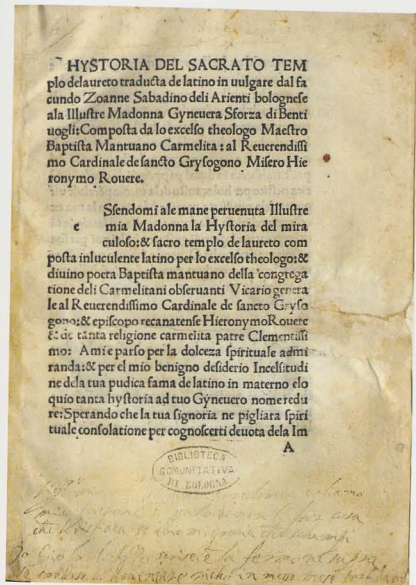 HYSTORIA DEL SACRATO TEM
plo delaureto traducta de latino in uulgare dal fa
cundo Zoanne Sabadino deli Arienti bolognese
ala Illustre Madonna Gyneuera Sforza di Benti
uogli: Composta da lo excelso theologo Maestro
Baptista Mantuano Carmelita: al Reuerendissi
mo Cardinale de sancto Grysogono Misero Hie
ronymo Rouere.
Ssendomi ale mane peruenuta Illustre
e mia Madonna la Hystoria del mira
culoso: & sacro templo de laureto com
posta inluculente latino per lo excelso theologo: &
diuino poeta Baptista mantuano della congrega
tione deli Carmelitani obseruanti Vicario genera
le al Reuerendissimo Cardinale de sancto Gryso
gono: & episcopo recanatense Hieronymo Rouere
& de tanta religione carmelita patre Clementissi
mo: Ami e parso per la dolceza spirituale admi
randa: & per el mio benigno desiderio Incelsitudi
ne dela tua pudica fama de latino in materno elo
quio tanta hystoria ad tuo Gyneuero nome redu
re: Sperando che la tua signoria ne pigliara spiri
tuale consolatione per cognoscerti deuota dela Im
A
BIBLIOTECA
COMUNITATIVA
DI BOLOGNA